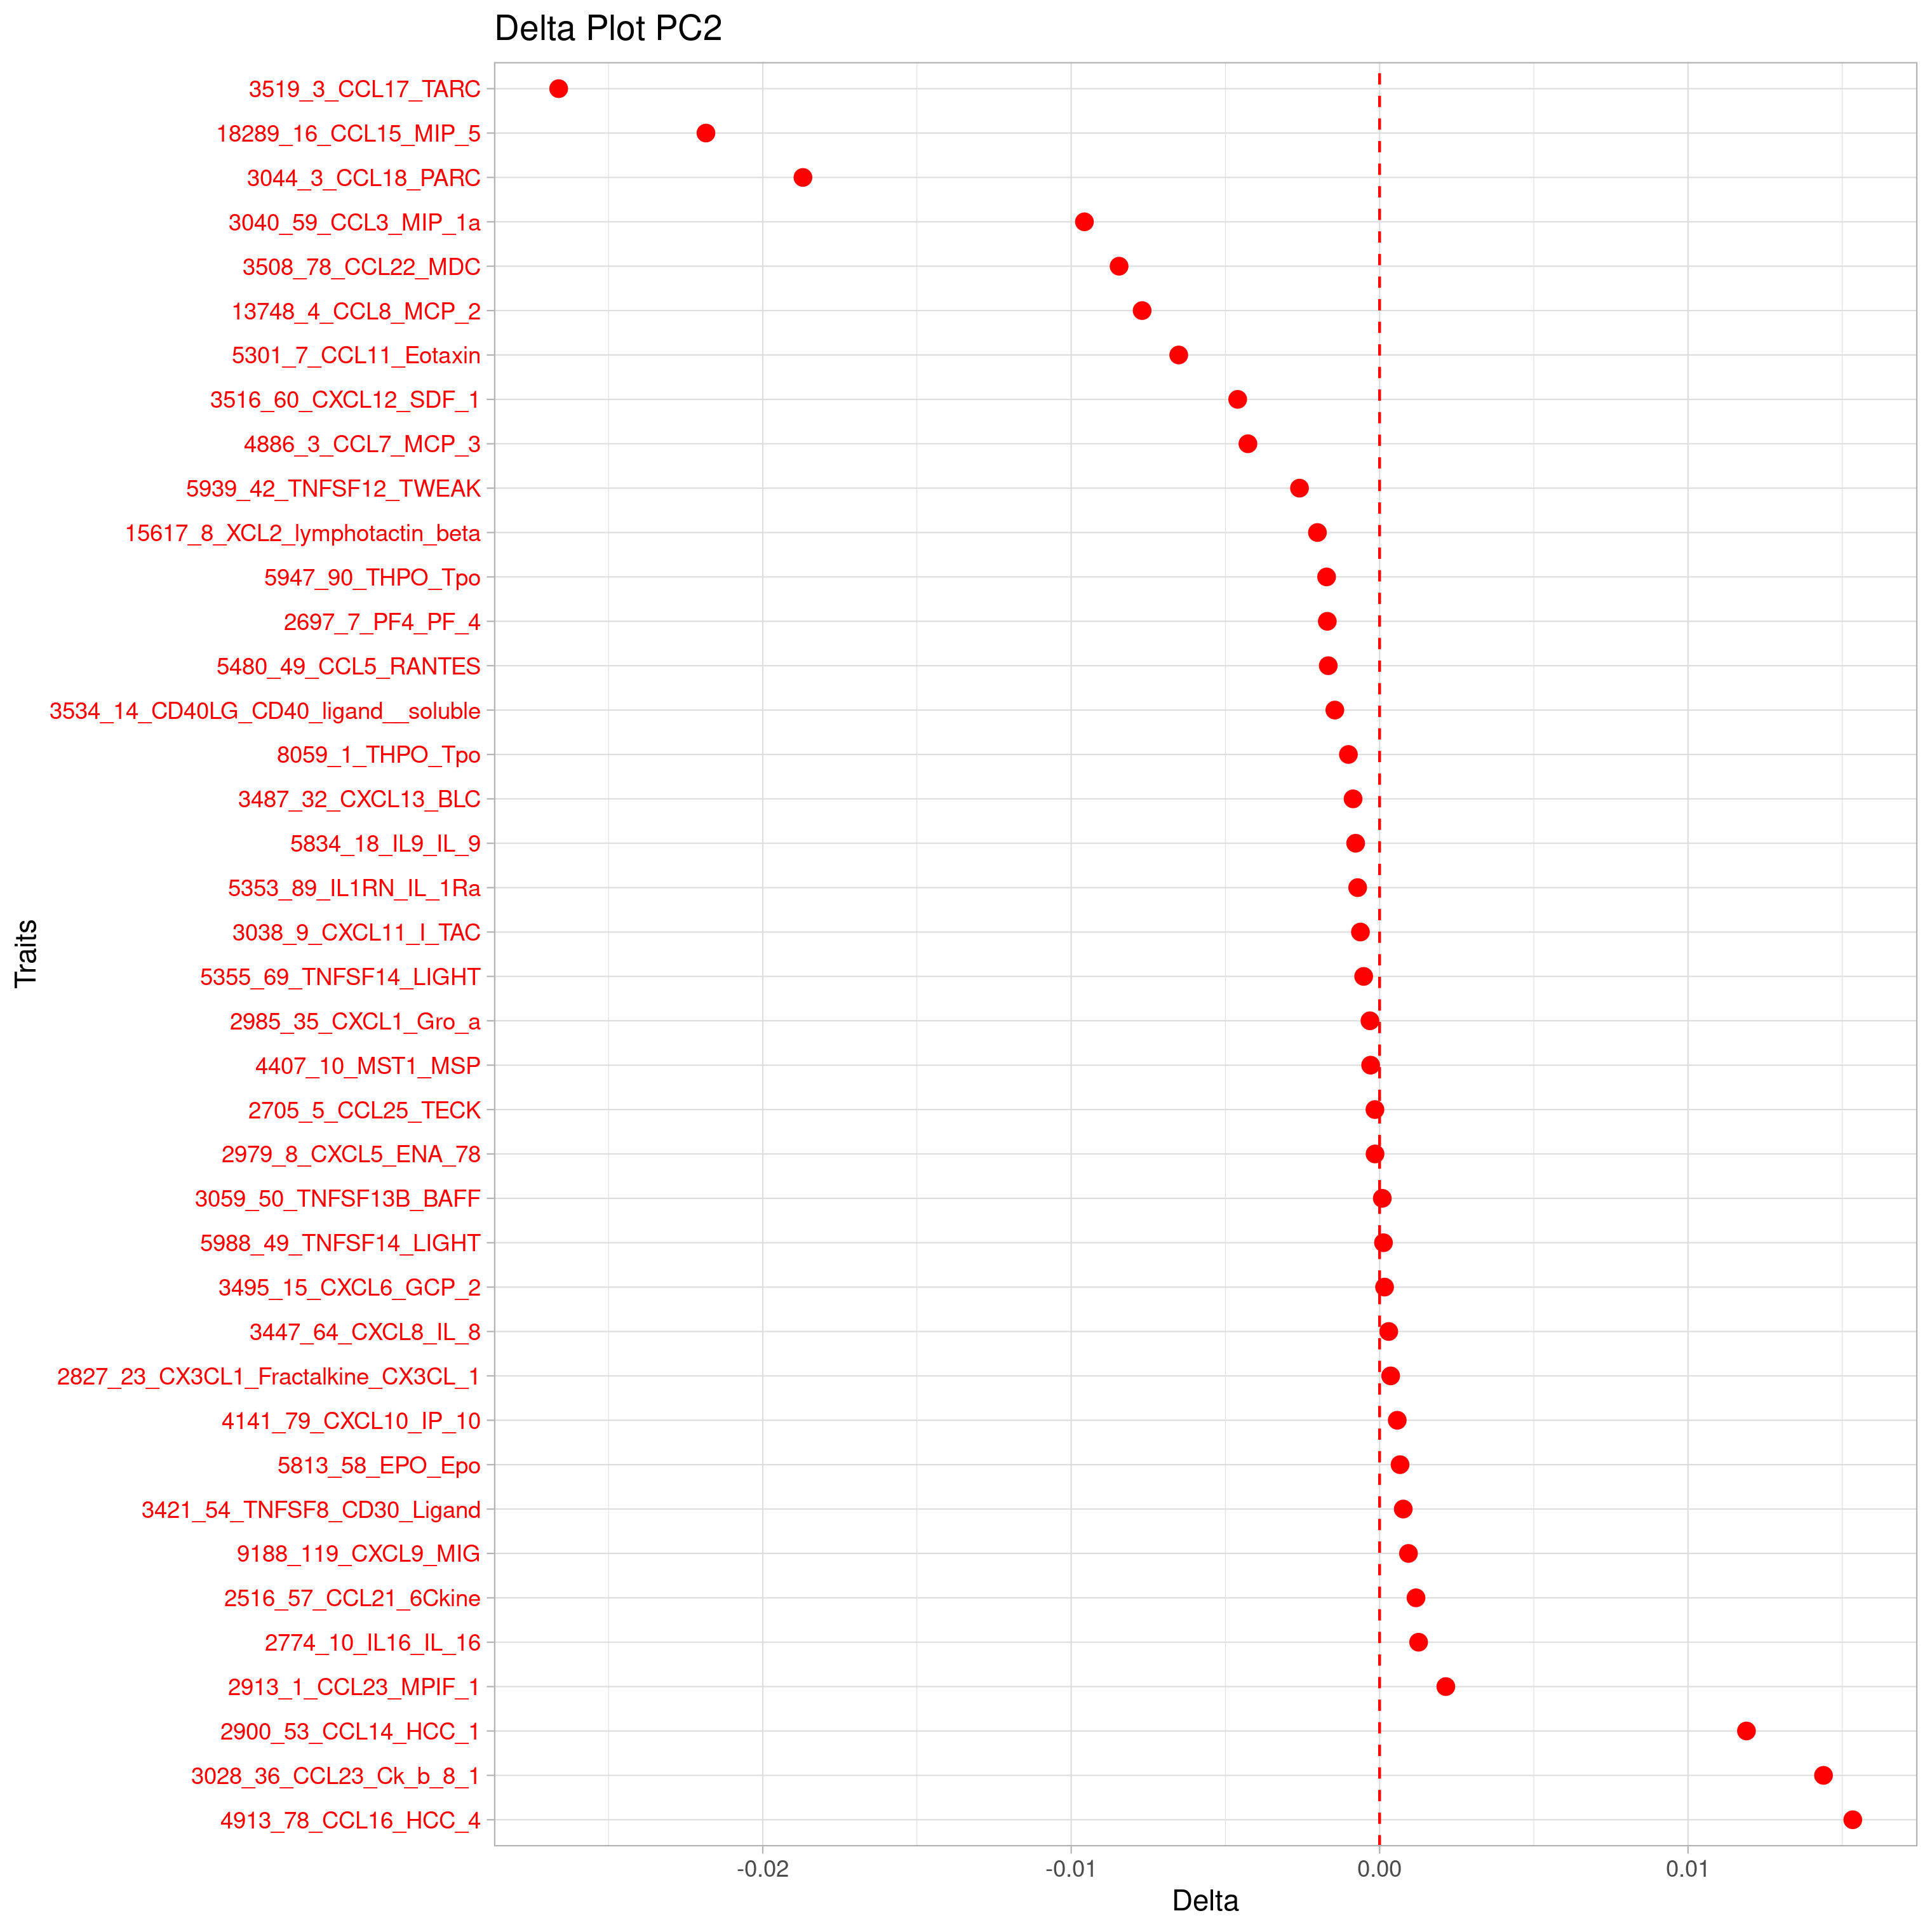 Delta Plot PC2
3519_3_CCL17_TARC
18289_16_CCL15_MIP_5
3044_3_CCL18_PARC
3040_59_CCL3_MIP_1a
3508_78_CCL22_MDC
13748_4_CCL8_MCP_2
5301_7_CCL11_Eotaxin
3516_60_CXCL12_SDF_1
4886_3_CCL7_MCP_3
5939_42_TNFSF12_TWEAK
15617_8_XCL2_lymphotactin_beta
5947_90_THPO_Tpo
2697_7_PF4_PF_4
5480_49_CCL5_RANTES
3534_14_CD40LG_CD40_ligand__soluble
8059_1_THPO_Tpo
3487_32_CXCL13_BLC
5834_18_IL9_IL_9
5353_89_IL1RN_IL_1Ra
3038_9_CXCL11_I_TAC
5355_69_TNFSF14_LIGHT
2985_35_CXCL1_Gro_a
4407_10_MST1_MSP
2705_5_CCL25_TECK
2979_8_CXCL5_ENA_78
3059_50_TNFSF13B_BAFF
5988_49_TNFSF14_LIGHT
3495_15_CXCL6_GCP_2
3447_64_CXCL8_IL_8
2827_23_CX3CL1_Fractalkine_CX3CL_1
4141_79_CXCL10_IP_10
5813_58_EPO_Epo
3421_54_TNFSF8_CD30_Ligand
9188_119_CXCL9_MIG
2516_57_CCL21_6Ckine
2774_10_IL16_IL_16
2913_1_CCL23_MPIF_1
2900_53_CCL14_HCC_1
3028_36_CCL23_Ck_b_8_1
4913_78_CCL16_HCC_4
Traits
-0.02 -0.01 0.00 0.01
Delta